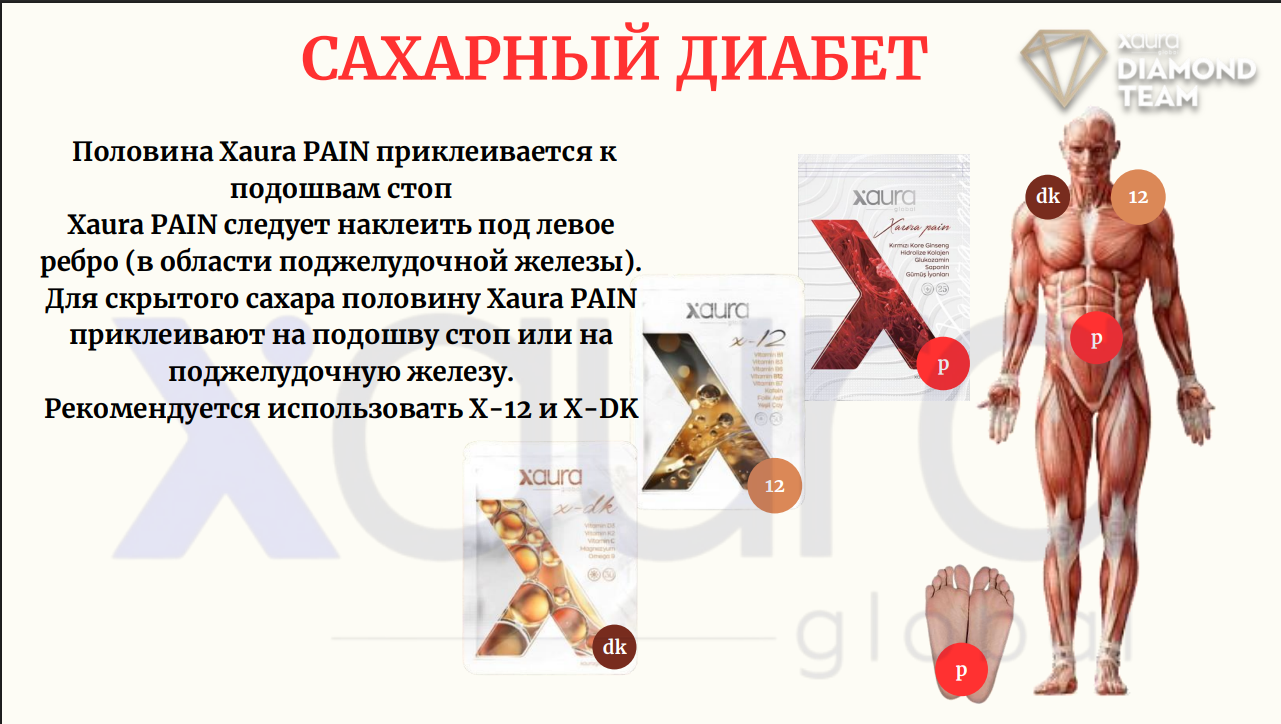 САХАРНЫЙ ДИАБЕТ
xaura
DIAMOND
TEAM
Половина Xaura PAIN приклеивается к
подошвам стоп
Xaura PAIN следует наклеить под левое
ребро (в области поджелудочной железы).
Для скрытого сахара половину Xaura PAIN
приклеивают на подошву стоп или на
поджелудочную железу.
Рекомендуется использовать X-12 и X-DK
xaura
global
Xaura pain
Kırmızı Kore Ginseng
Hidrolize Kolajen
Glukozamin
Saponin
Gümüş İyonları
25
p
xaura
x-12
Vitamin B1
Vitamin B3
Vitamin B6
Vitamin B12
Vitamin B7
Folik Asit
Yeşil Çay
12
xaura
x-dk
Vitamin D3
Vitamin K2
Vitamin C
Magnezyum
Omega 3
dk
dk
12
p
p
xaura
global